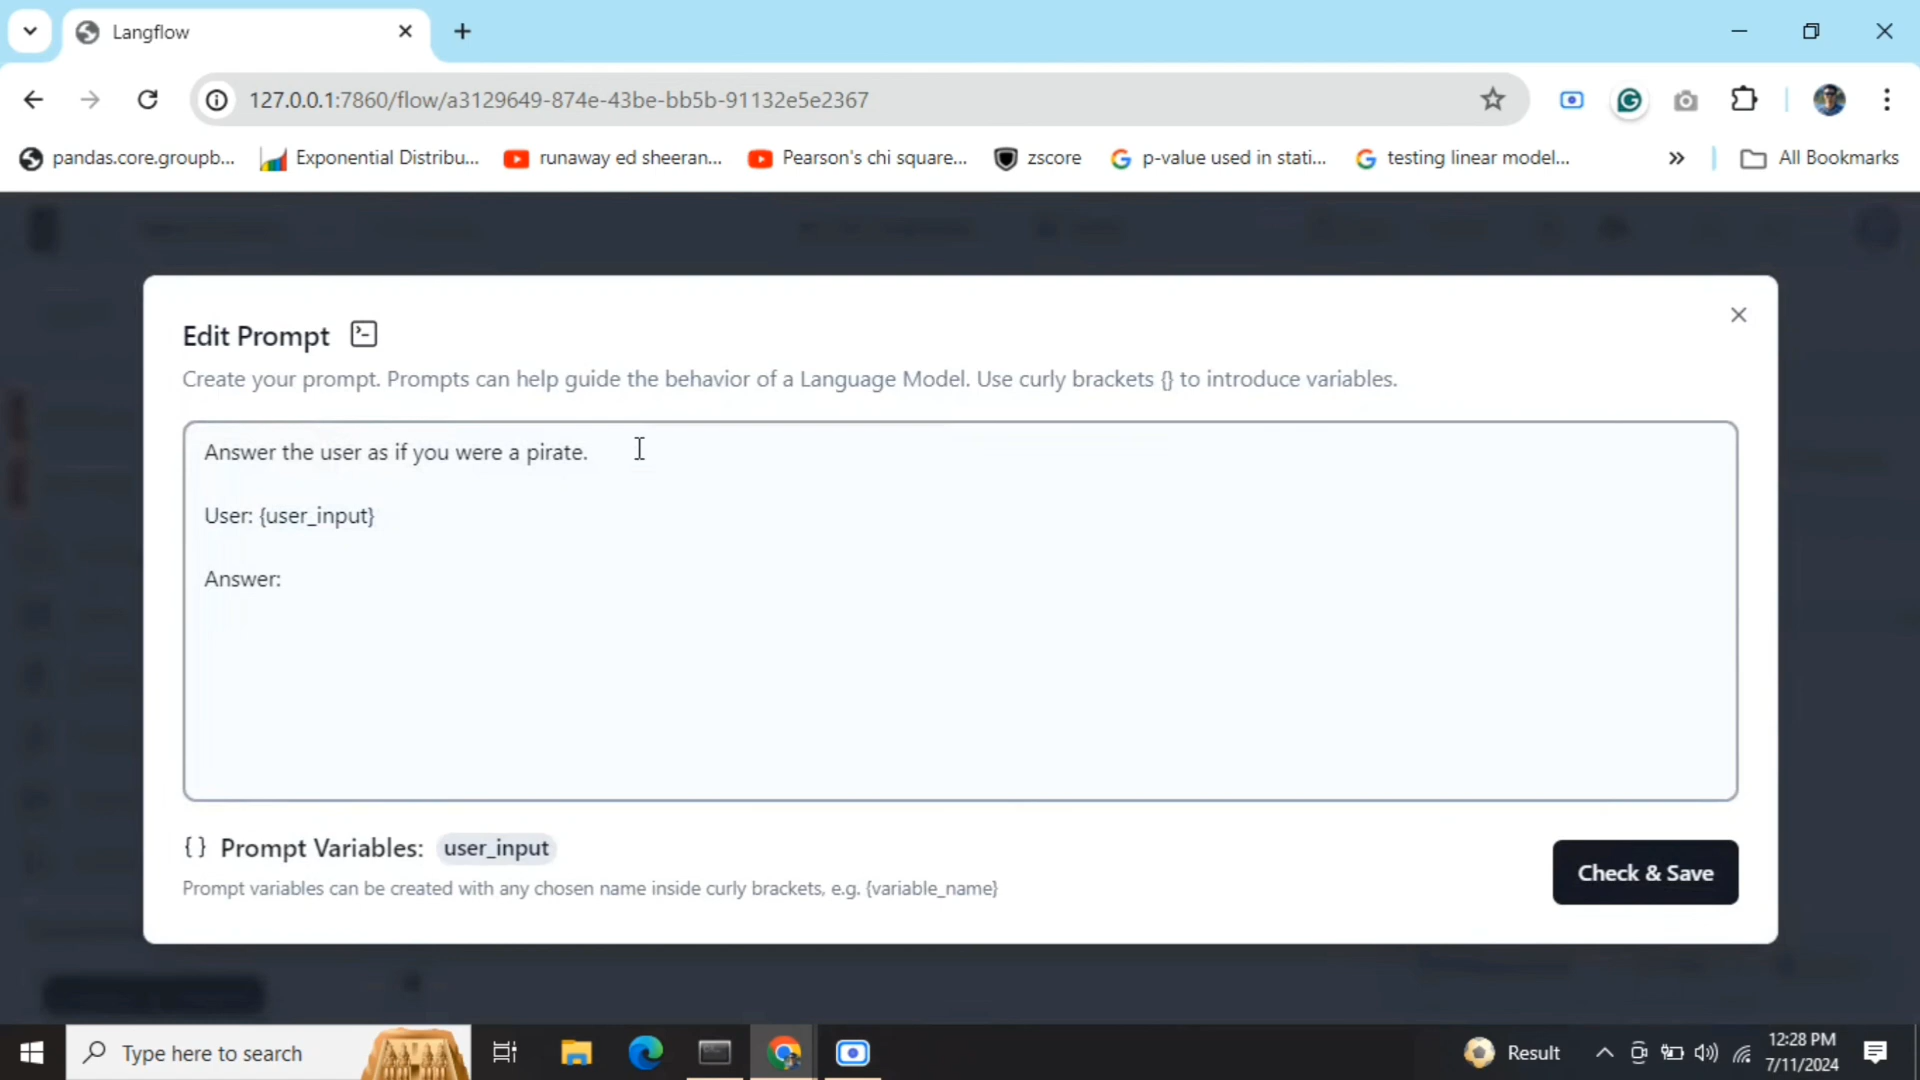 Langflow
127.0.0.1:7860/flow/a3129649-874e-43be-bb5b-91132e5e2367
pandas.core.groupb... Exponential Distribu... runaway ed sheeran... Pearson's chi square... zscore p-value used in stati... testing linear model... » All Bookmarks
Edit Prompt
Create your prompt. Prompts can help guide the behavior of a Language Model. Use curly brackets {} to introduce variables.
Answer the user as if you were a pirate.
User: {user_input}
Answer:
{ } Prompt Variables: user_input
Prompt variables can be created with any chosen name inside curly brackets, e.g. {variable_name}
Check & Save
Type here to search
Result
12:28 PM
7/11/2024